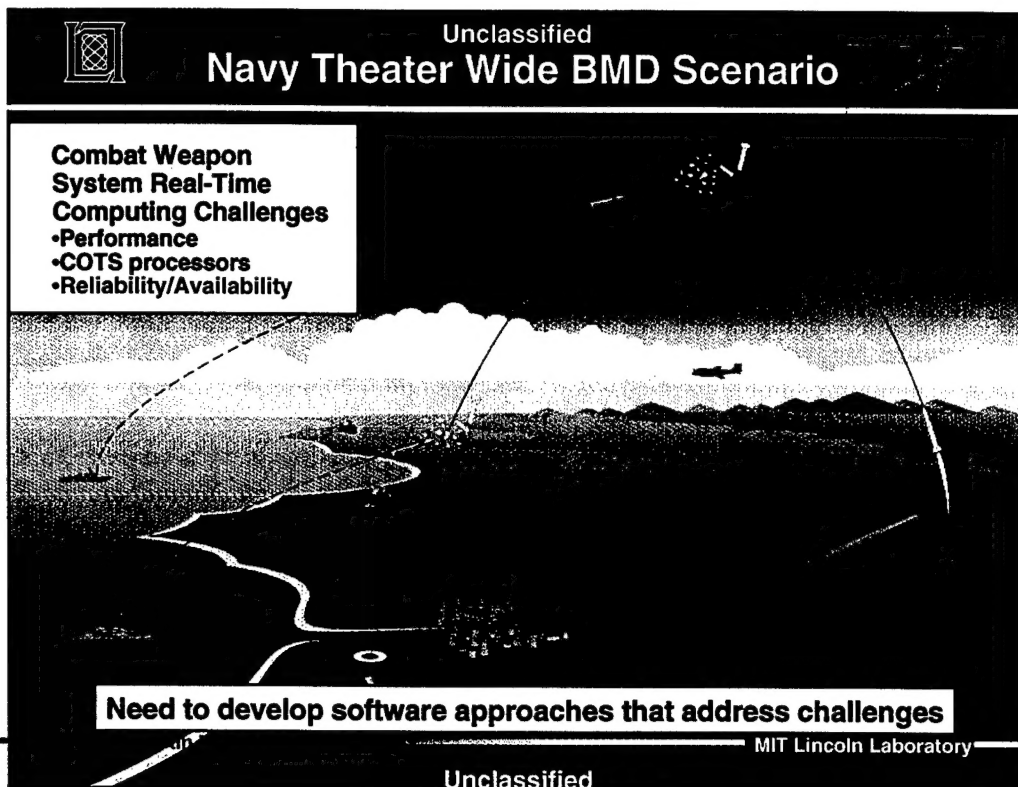 Unclassified
Navy Theater Wide BMD Scenario
Combat Weapon
System Real-Time
Computing Challenges
•Performance
•COTS processors
•Reliability/Availability
Need to develop software approaches that address challenges
MIT Lincoln Laboratory
Unclassified